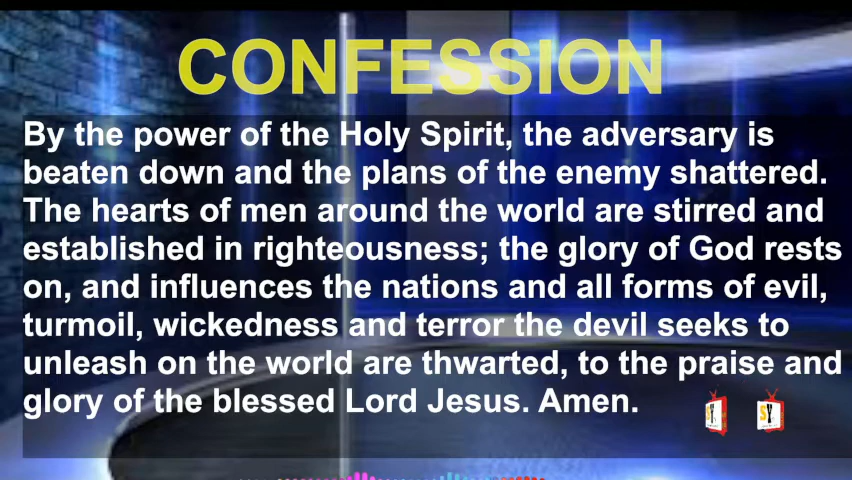 CONFESSION
By the power of the Holy Spirit, the adversary is
beaten down and the plans of the enemy shattered.
The hearts of men around the world are stirred and
established in righteousness; the glory of God rests
on, and influences the nations and all forms of evil,
turmoil, wickedness and terror the devil seeks to
unleash on the world are thwarted, to the praise and
glory of the blessed Lord Jesus. Amen.